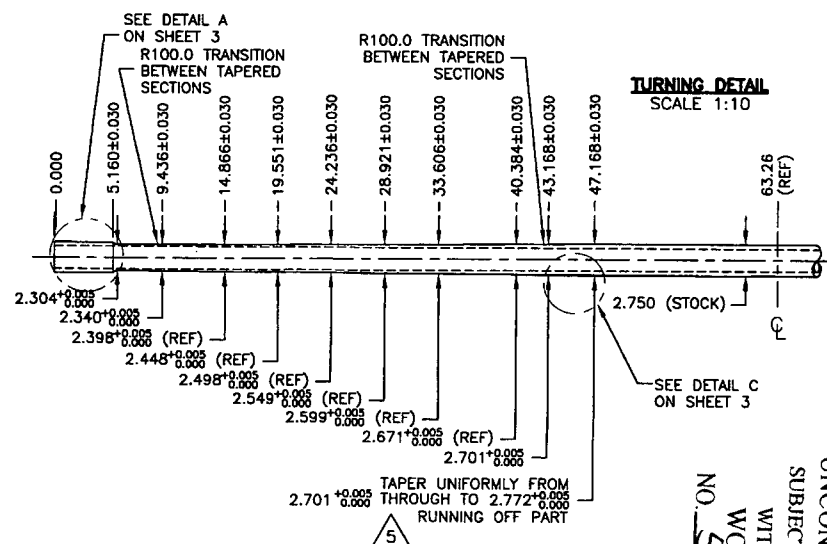 SEE DETAIL A
ON SHEET 3
R100.0 TRANSITION
BETWEEN TAPERED
SECTIONS
R100.0 TRANSITION
BETWEEN TAPERED
SECTIONS
TURNING DETAIL
SCALE 1:10
0.000
5.160±0.030
9.436±0.030
14.866±0.030
19.551±0.030
24.236±0.030
28.921±0.030
33.606±0.030
40.384±0.030
43.168±0.030
47.168±0.030
63.26
(REF)
2.304+0.005 0.000
2.340+0.005 0.000
2.398+0.005 0.000 (REF)
2.448+0.005 0.000 (REF)
2.498+0.005 0.000 (REF)
2.549+0.005 0.000 (REF)
2.599+0.005 0.000 (REF)
2.671+0.005 0.000 (REF)
2.701+0.005 0.000
2.750 (STOCK)
℄
SEE DETAIL C
ON SHEET 3
TAPER UNIFORMLY FROM
2.701 +0.005 0.000 THROUGH TO 2.772+0.005 0.000
RUNNING OFF PART
5
SUBJEC
WIT
WO
NO.